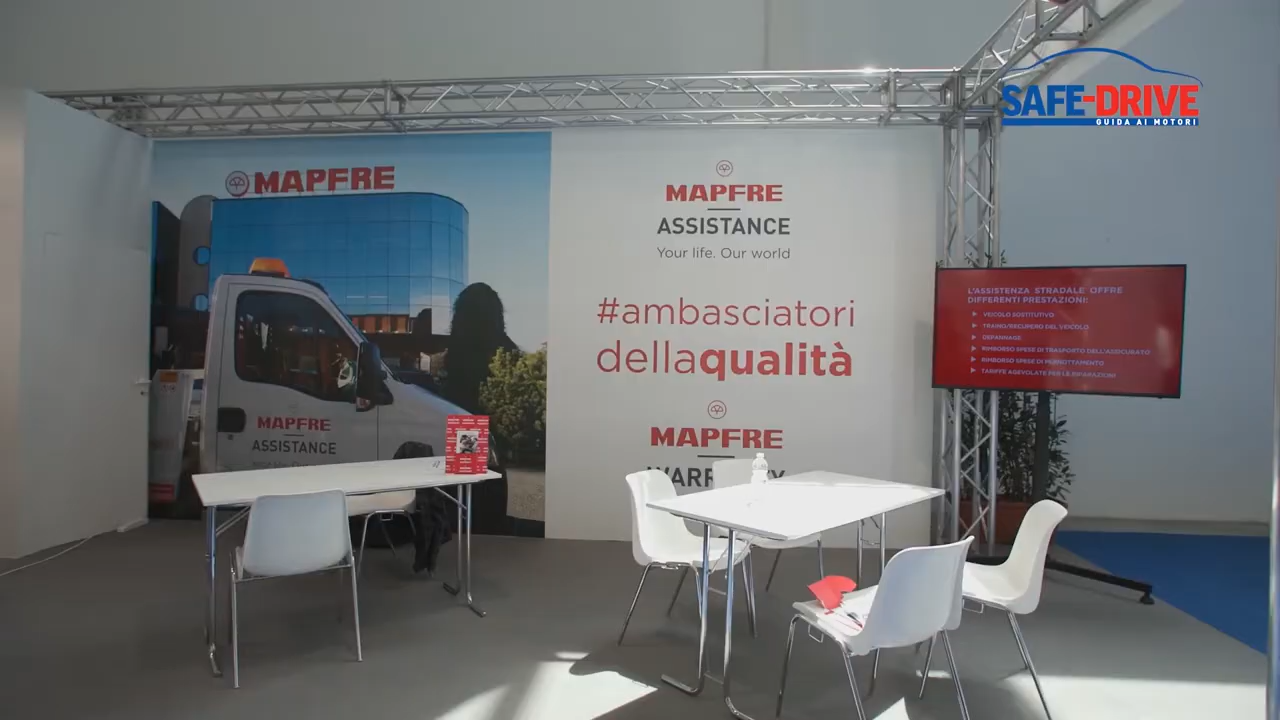 SAFE-DRIVE
GUIDA AI MOTORI
MAPFRE
MAPFRE
ASSISTANCE
Your life. Our world
#ambasciatori
dellaqualità
MAPFRE
MAPFRE
ASSISTANCE
L'ASSISTENZA STRADALE OFFRE
DIFFERENTI PRESTAZIONI:
VEICOLO SOSTITUTIVO
TRAINO/RECUPERO DEL VEICOLO
DEPANNAGE
RIMBORSO SPESE DI TRASPORTO DELL'ASSICURATO
RIMBORSO SPESE DI PERNOTTAMENTO
TARIFFE AGEVOLATE PER LE RIPARAZIONI